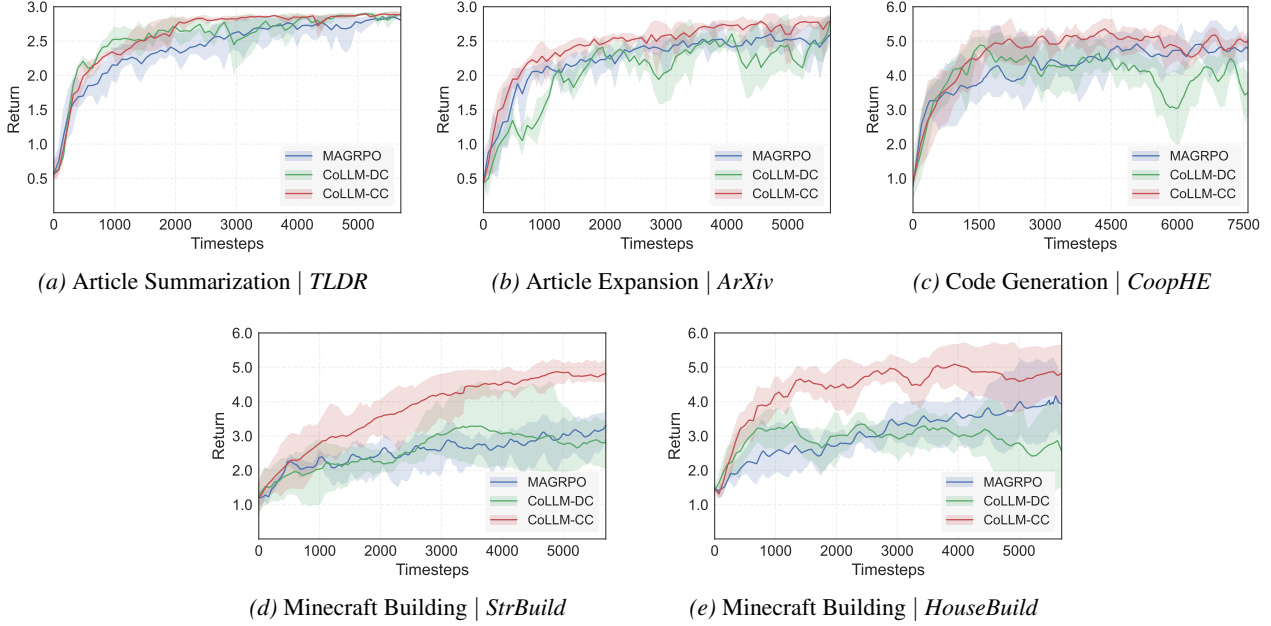 3.0
2.5
2.0
1.5
1.0
0.5
Return
0 1000 2000 3000 4000 5000
Timesteps
MAGRPO
CoLLM-DC
CoLLM-CC
(a) Article Summarization | TLDR
3.0
2.5
2.0
1.5
1.0
0.5
Return
0 1000 2000 3000 4000 5000
Timesteps
MAGRPO
CoLLM-DC
CoLLM-CC
(b) Article Expansion | ArXiv
6.0
5.0
4.0
3.0
2.0
1.0
Return
0 1500 3000 4500 6000 7500
Timesteps
MAGRPO
CoLLM-DC
CoLLM-CC
(c) Code Generation | CoopHE
6.0
5.0
4.0
3.0
2.0
1.0
Return
0 1000 2000 3000 4000 5000
Timesteps
MAGRPO
CoLLM-DC
CoLLM-CC
(d) Minecraft Building | StrBuild
6.0
5.0
4.0
3.0
2.0
1.0
Return
0 1000 2000 3000 4000 5000
Timesteps
MAGRPO
CoLLM-DC
CoLLM-CC
(e) Minecraft Building | HouseBuild